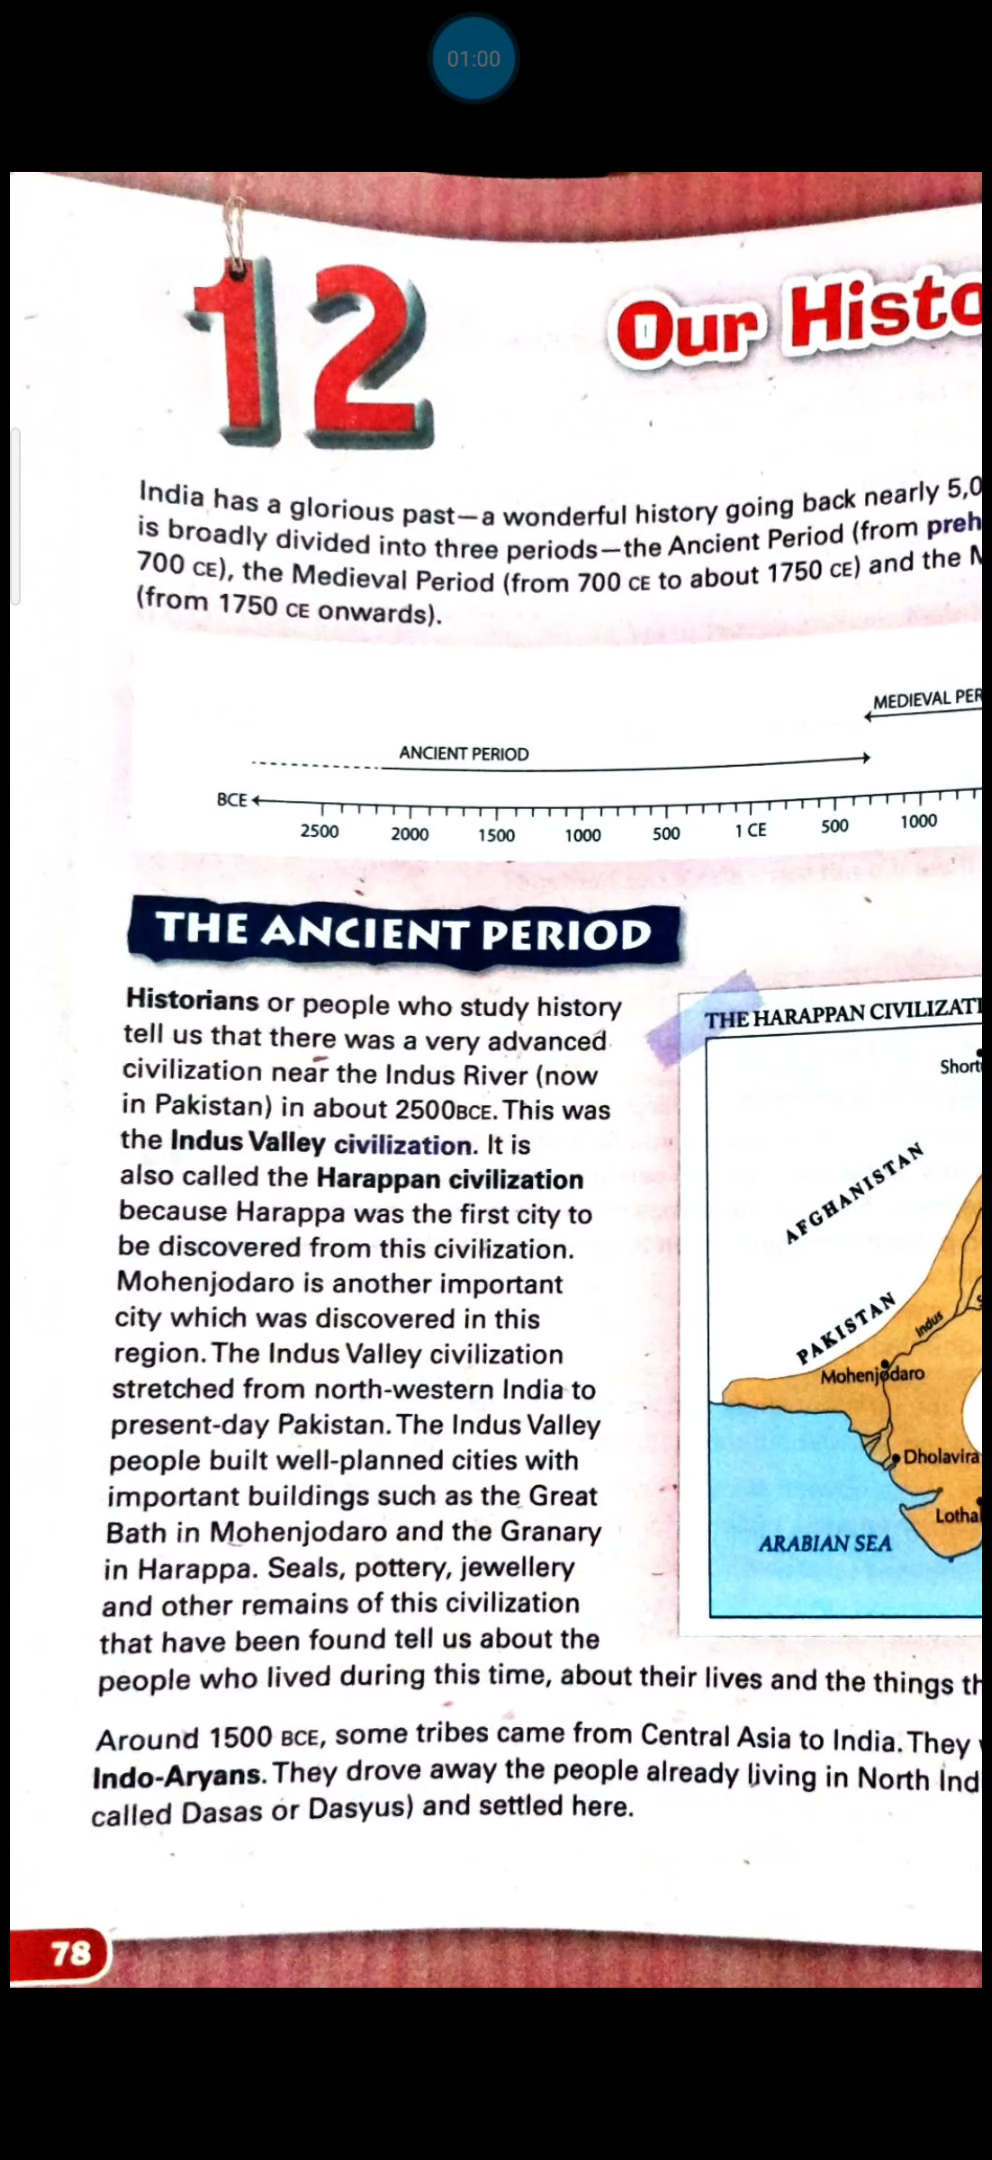 01:00
12
Our Histo
India has a glorious past—a wonderful history going back nearly 5,0
is broadly divided into three periods—the Ancient Period (from preh
700 CE), the Medieval Period (from 700 CE to about 1750 CE) and the M
(from 1750 CE onwards).
MEDIEVAL PER
ANCIENT PERIOD
BCE
2500 2000 1500 1000 500 1 CE 500 1000
THE ANCIENT PERIOD
Historians or people who study history
tell us that there was a very advanced
civilization near the Indus River (now
in Pakistan) in about 2500BCE. This was
the Indus Valley civilization. It is
also called the Harappan civilization
because Harappa was the first city to
be discovered from this civilization.
Mohenjodaro is another important
city which was discovered in this
region. The Indus Valley civilization
stretched from north-western India to
present-day Pakistan. The Indus Valley
people built well-planned cities with
important buildings such as the Great
Bath in Mohenjodaro and the Granary
in Harappa. Seals, pottery, jewellery
and other remains of this civilization
that have been found tell us about the
people who lived during this time, about their lives and the things th
THE HARAPPAN CIVILIZATI
Short
AFGHANISTAN
PAKISTAN
Indus
Mohenjodaro
Dholavira
Lothal
ARABIAN SEA
Around 1500 BCE, some tribes came from Central Asia to India. They
Indo-Aryans. They drove away the people already living in North Ind
called Dasas or Dasyus) and settled here.
78